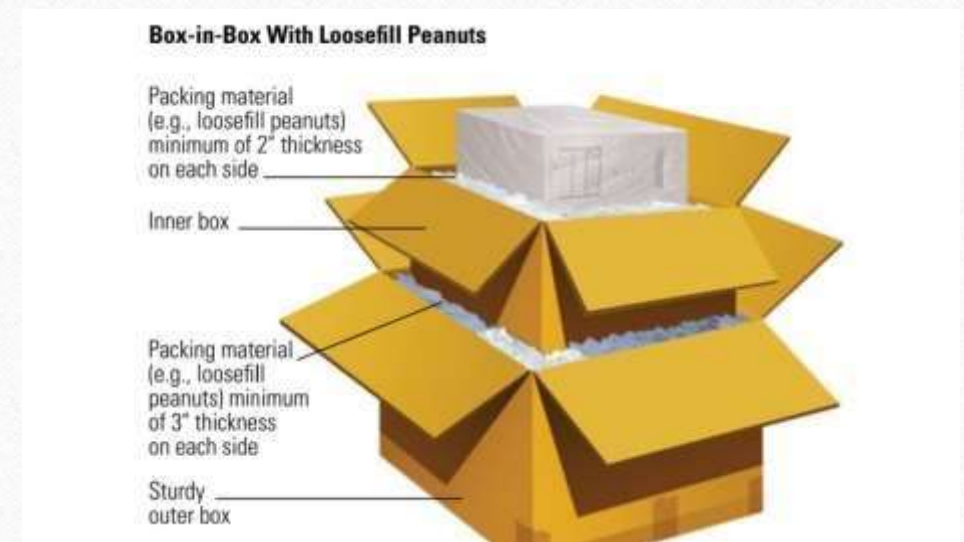 Box-in-Box With Loosefill Peanuts
Packing material
(e.g., loosefill peanuts)
minimum of 2" thickness
on each side
Inner box
Packing material
(e.g., loosefill
peanuts) minimum
of 3" thickness
on each side
Sturdy
outer box